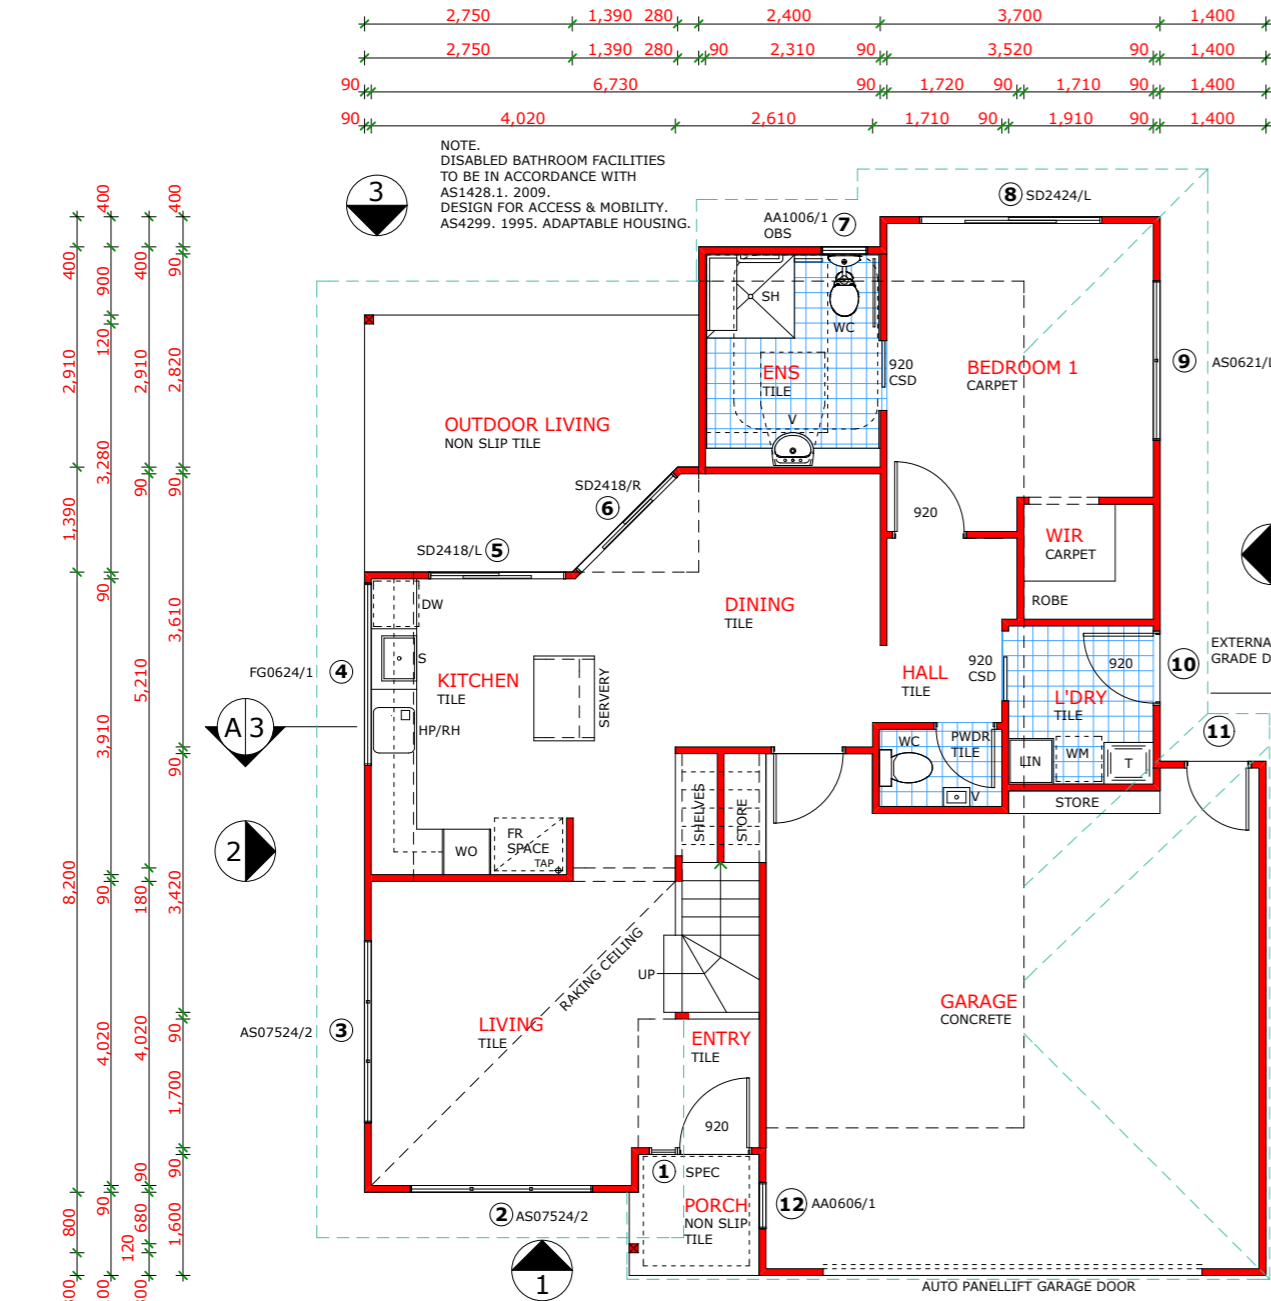 2,750 1,390 280 2,400 3,700 1,400
2,750 1,390 280 90 2,310 90 3,520 90 1,400
90 6,730 90 1,720 90 1,710 90 1,400
90 4,020 2,610 1,710 90 1,910 90 1,400
NOTE.
DISABLED BATHROOM FACILITIES
TO BE IN ACCORDANCE WITH
AS1428.1. 2009.
DESIGN FOR ACCESS & MOBILITY.
AS4299. 1995. ADAPTABLE HOUSING.
3
8 SD2424/L
AA1006/1 7
OBS
400 2,910 1,390 8,200 800
400 900 120 3,280 90 3,910 90 4,020 90
400 2,910 90 5,210 180 4,020 90 680 120
400 90 2,820 90 3,610 90 3,420 90 1,700 90 1,600
SH
WC
ENS
TILE
V
920
CSD
BEDROOM 1
CARPET
9 AS0621/L
OUTDOOR LIVING
NON SLIP TILE
SD2418/R
6
SD2418/L 5
920
WIR
CARPET
ROBE
DW
DINING
TILE
S
FG0624/1 4
KITCHEN
TILE
SERVERY
HALL
TILE
920
CSD
920
L'DRY
TILE
10
EXTERNA
GRADE D
A 3
HP/RH
11
WC
PWDR
TILE
V
LIN
WM
T
STORE
SHELVES
STORE
2
WO
FR
SPACE
TAP
RAKING CEILING
UP
LIVING
TILE
AS07524/2 3
ENTRY
TILE
GARAGE
CONCRETE
920
1 SPEC
PORCH
NON SLIP
TILE
12 AA0606/1
2 AS07524/2
1
AUTO PANELLIFT GARAGE DOOR